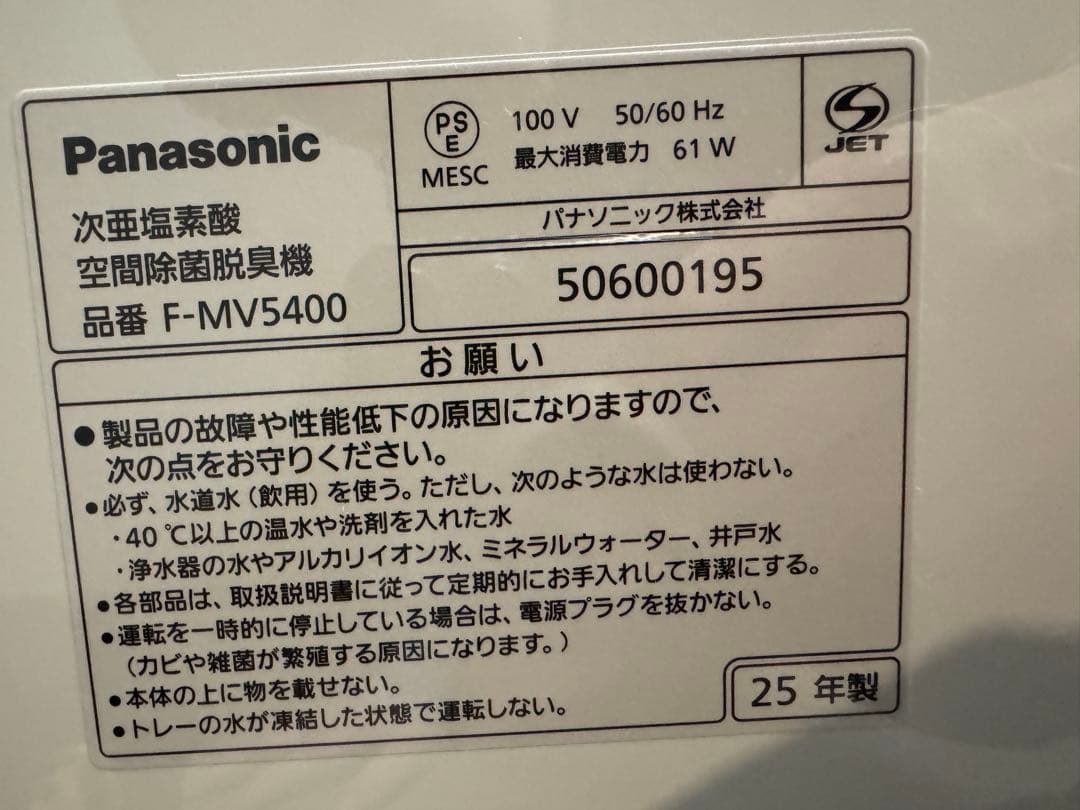 Panasonic
次亜塩素酸
空間除菌脱臭機
品番 F-MV5400
PS
E
MESC
100 V 50/60 Hz
最大消費電力 61 W
JET
パナソニック株式会社
50600195
お願い
●製品の故障や性能低下の原因になりますので、
次の点をお守りください。
●必ず、水道水（飲用）を使う。ただし、次のような水は使わない。
・40 ℃以上の温水や洗剤を入れた水
・浄水器の水やアルカリイオン水、ミネラルウォーター、井戸水
●各部品は、取扱説明書に従って定期的にお手入れして清潔にする。
●運転を一時的に停止している場合は、電源プラグを抜かない。
（カビや雑菌が繁殖する原因になります。）
●本体の上に物を載せない。
●トレーの水が凍結した状態で運転しない。
25 年製